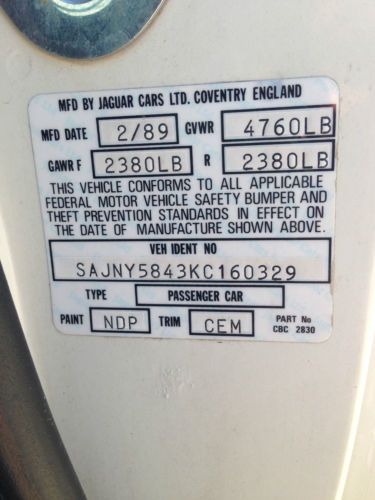 MFD BY JAGUAR CARS LTD. COVENTRY ENGLAND
MFD DATE 2/89 GVWR 4760LB
GAWR F 2380LB R 2380LB
THIS VEHICLE CONFORMS TO ALL APPLICABLE
FEDERAL MOTOR VEHICLE SAFETY BUMPER AND
THEFT PREVENTION STANDARDS IN EFFECT ON
THE DATE OF MANUFACTURE SHOWN ABOVE.
VEH IDENT NO
SAJNY5843KC160329
TYPE PASSENGER CAR
PAINT NDP TRIM CEM PART No
CBC 2830